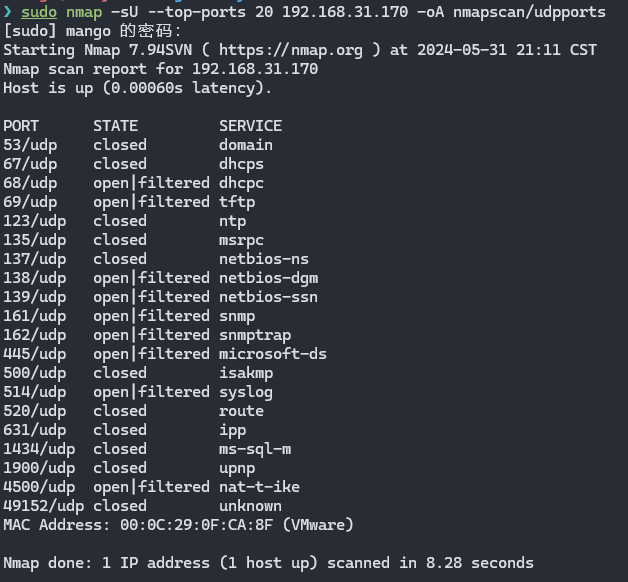 ❯ sudo nmap -sU --top-ports 20 192.168.31.170 -oA nmapscan/udpports
[sudo] mango 的密码：
Starting Nmap 7.94SVN ( https://nmap.org ) at 2024-05-31 21:11 CST
Nmap scan report for 192.168.31.170
Host is up (0.00060s latency).
PORT      STATE         SERVICE
53/udp    closed        domain
67/udp    closed        dhcps
68/udp    open|filtered dhcpc
69/udp    open|filtered tftp
123/udp   closed        ntp
135/udp   closed        msrpc
137/udp   closed        netbios-ns
138/udp   open|filtered netbios-dgm
139/udp   open|filtered netbios-ssn
161/udp   open|filtered snmp
162/udp   open|filtered snmptrap
445/udp   open|filtered microsoft-ds
500/udp   closed        isakmp
514/udp   open|filtered syslog
520/udp   closed        route
631/udp   closed        ipp
1434/udp  closed        ms-sql-m
1900/udp  closed        upnp
4500/udp  open|filtered nat-t-ike
49152/udp closed        unknown
MAC Address: 00:0C:29:0F:CA:8F (VMware)
Nmap done: 1 IP address (1 host up) scanned in 8.28 seconds